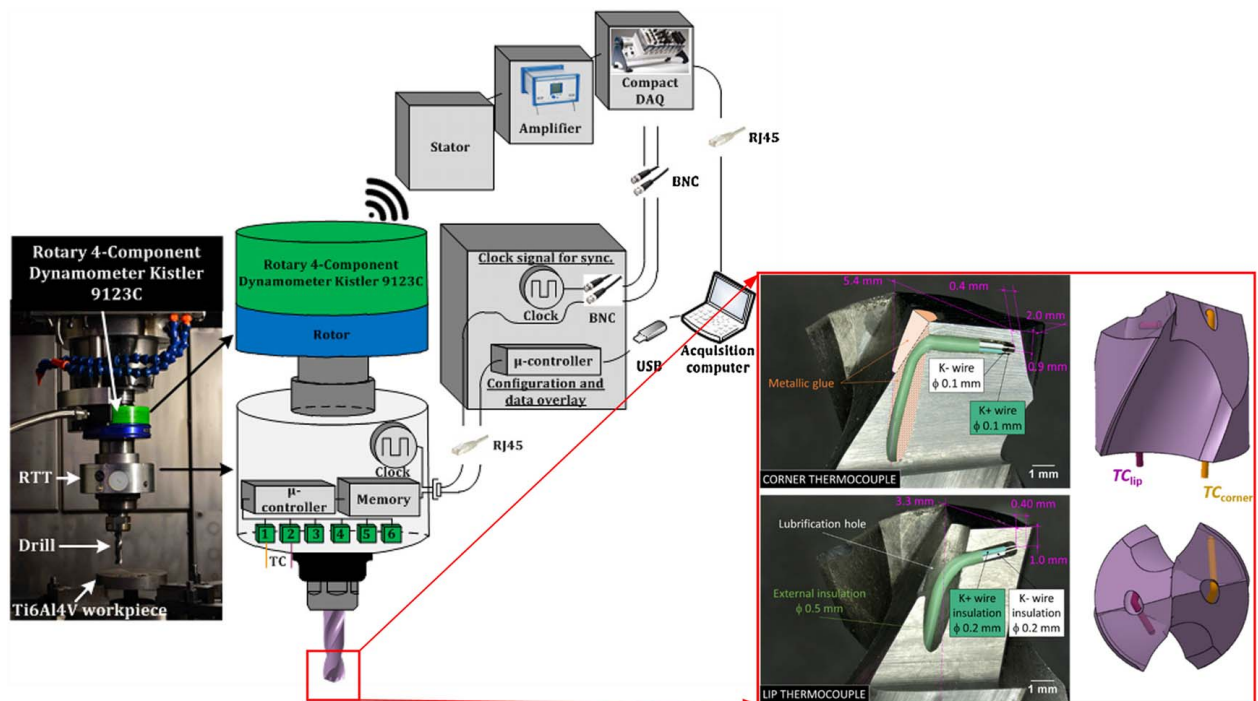 Rotary 4-Component
Dynamometer Kistler
9123C
RTT
Drill
Ti6Al4V workpiece
Stator
Amplifier
Compact
DAQ
RJ45
BNC
Rotary 4-Component
Dynamometer Kistler 9123C
Rotor
Clock signal for sync.
Clock
BNC
μ-controller
Configuration and
data overlay
USB
Acquisition
computer
RJ45
Clock
μ-
controller
Memory
1 2 3 4 5 6
TC
5.4 mm
0.4 mm
2.0 mm
0.9 mm
Metallic glue
K- wire
ϕ 0.1 mm
K+ wire
ϕ 0.1 mm
1 mm
CORNER THERMOCOUPLE
TClip
TCcorner
3.3 mm
0.40 mm
1.0 mm
Lubrification hole
External insulation
ϕ 0.5 mm
K+ wire
insulation
ϕ 0.2 mm
K- wire
insulation
ϕ 0.2 mm
1 mm
LIP THERMOCOUPLE